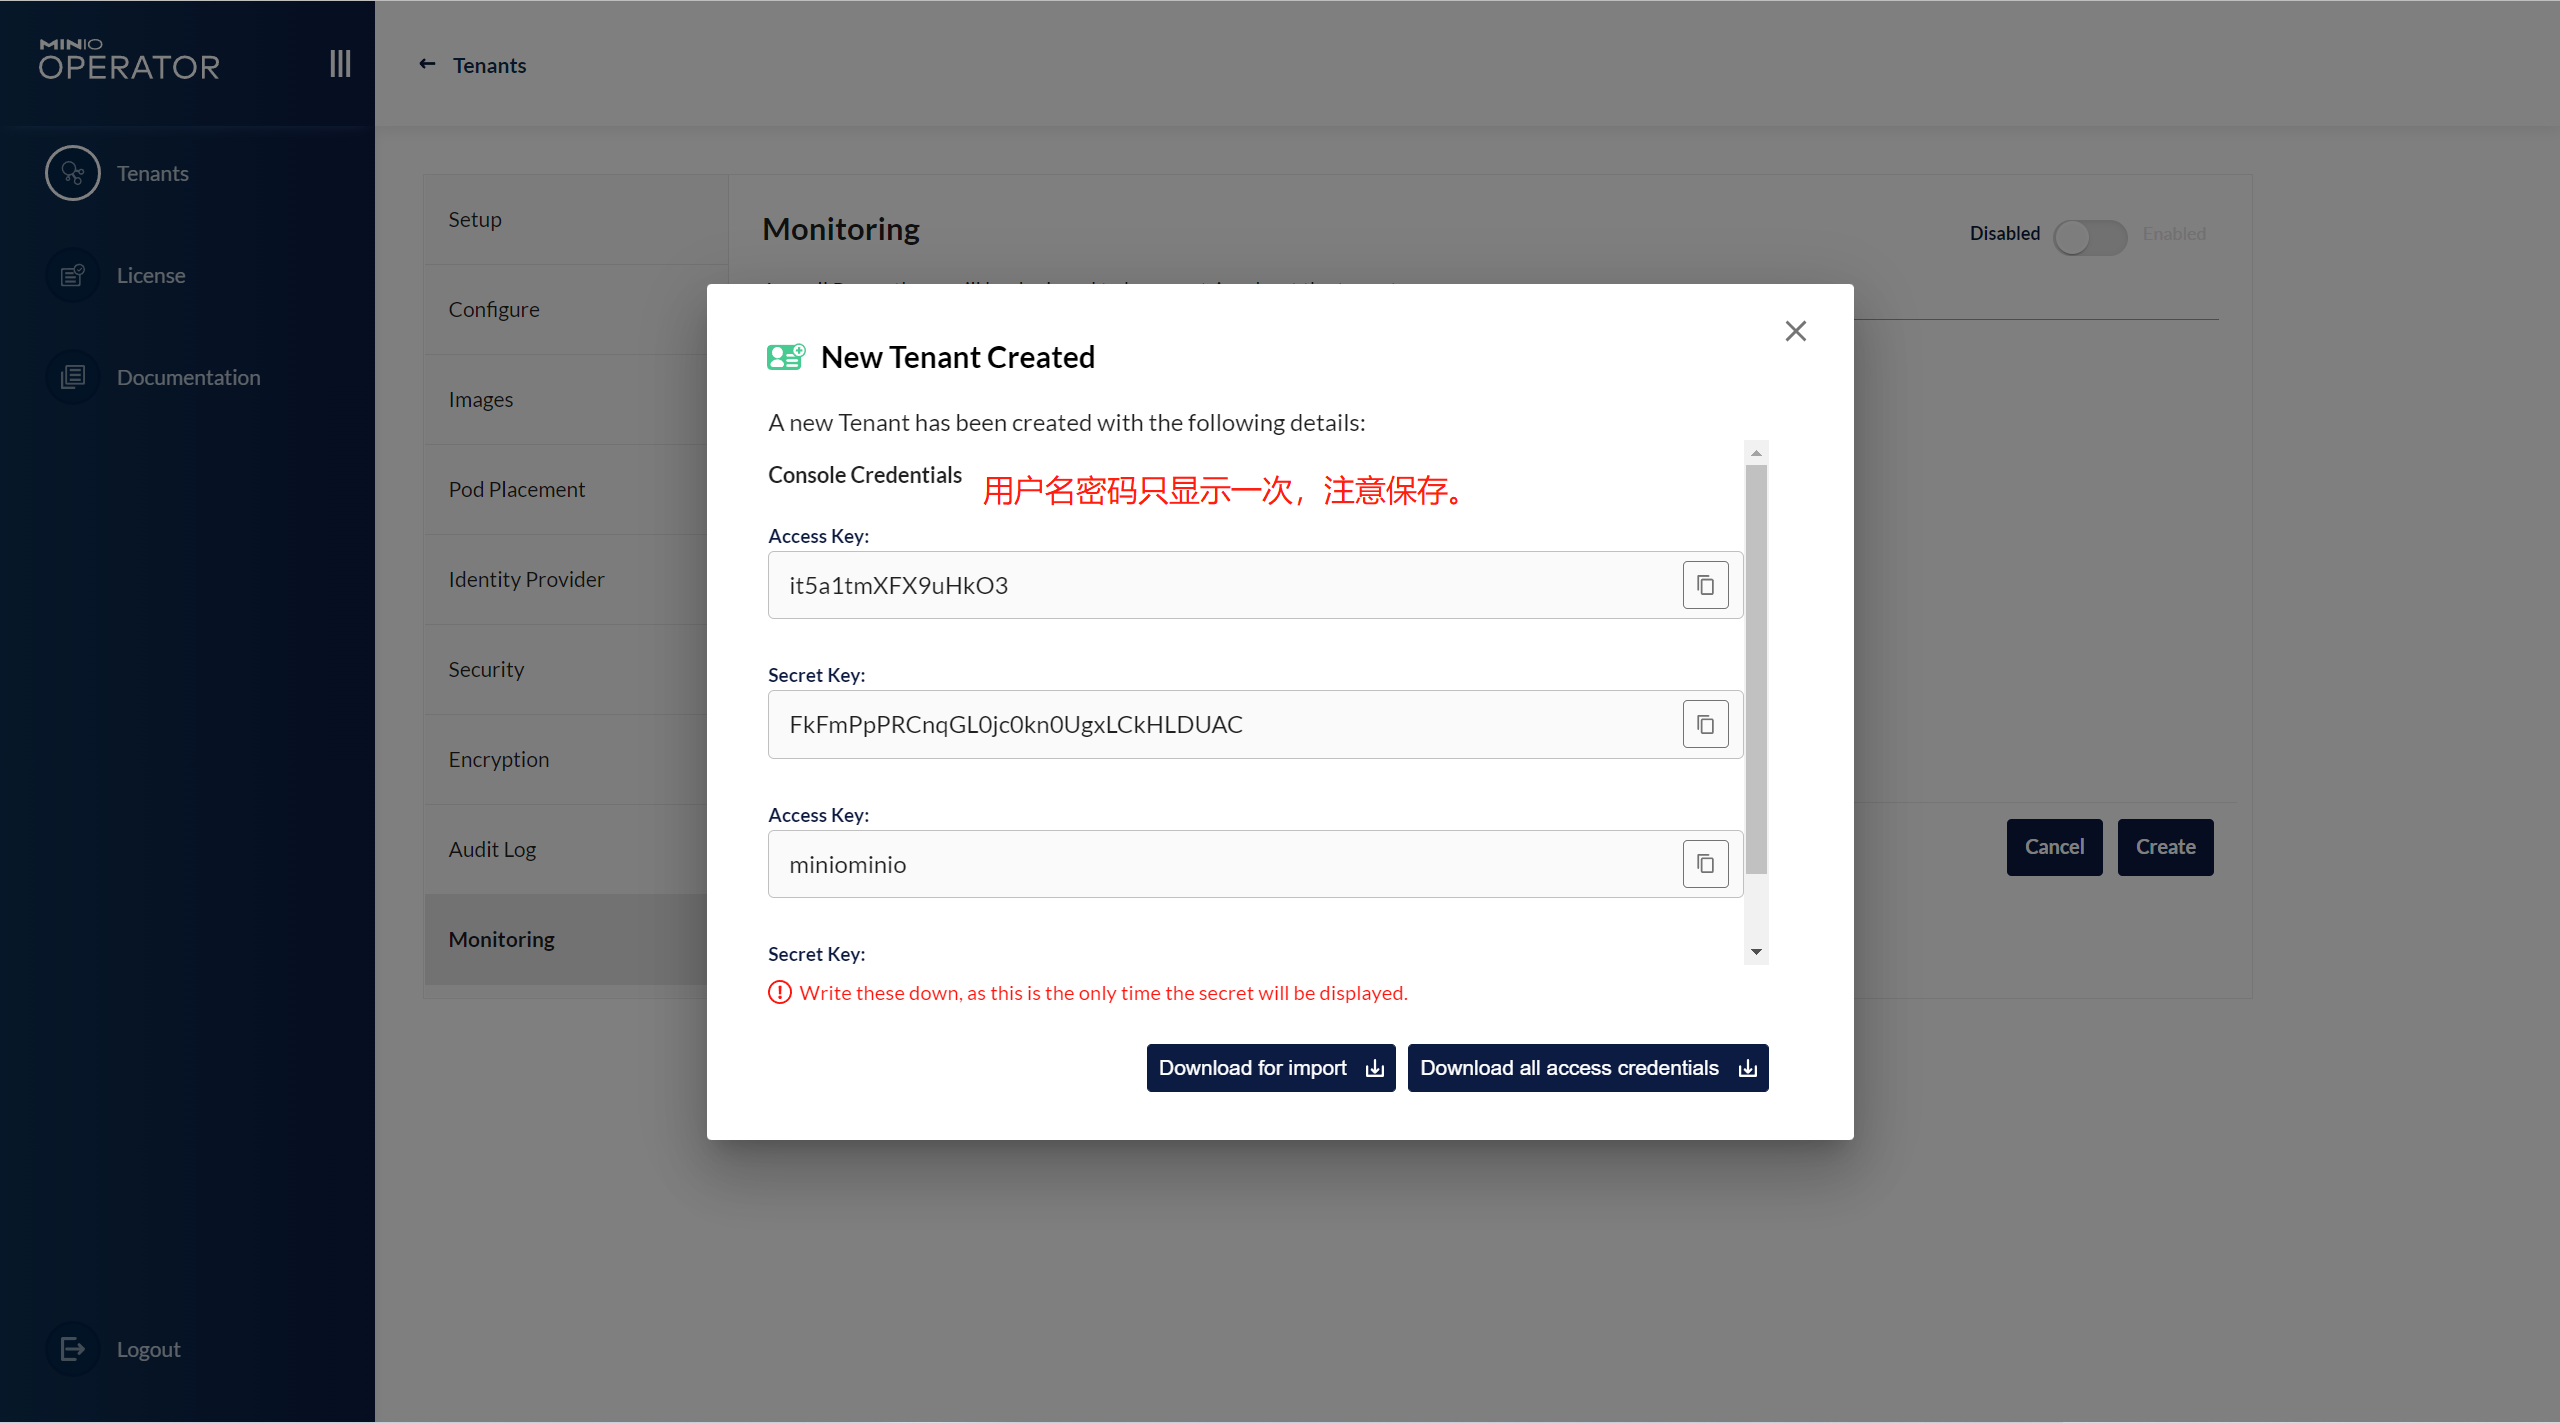 MINIO
OPERATOR
Tenants
License
Documentation
Logout
Tenants
Setup
Configure
Images
Pod Placement
Identity Provider
Security
Encryption
Audit Log
Monitoring
Monitoring
Disabled
Enabled
New Tenant Created
A new Tenant has been created with the following details:
Console Credentials
用户名密码只显示一次，注意保存。
Access Key:
it5a1tmXFX9uHkO3
Secret Key:
FkFmPpPRCnqGL0jc0kn0UgxLCkHLDUAC
Access Key:
miniominio
Secret Key:
Write these down, as this is the only time the secret will be displayed.
Download for import
Download all access credentials
Cancel
Create